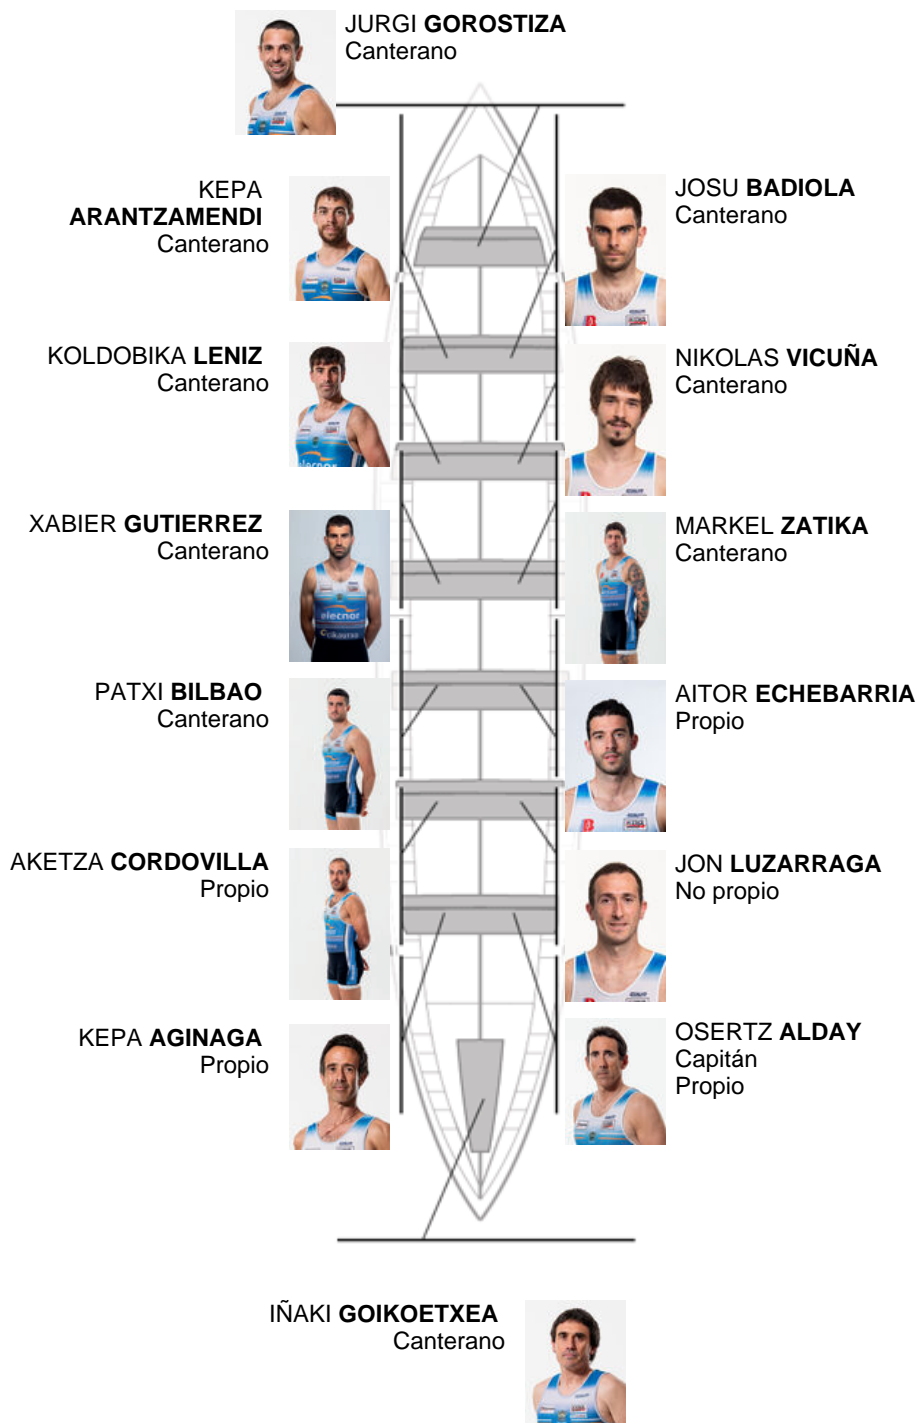 JURGI GOROSTIZA
Canterano
KEPA
ARANTZAMENDI
Canterano
JOSU BADIOLA
Canterano
KOLDOBIKA LENIZ
Canterano
NIKOLAS VICUÑA
Canterano
XABIER GUTIERREZ
Canterano
elecnor
cikautxo
MARKEL ZATIKA
Canterano
PATXI BILBAO
Canterano
AITOR ECHEBARRIA
Propio
AKETZA CORDOVILLA
Propio
JON LUZARRAGA
No propio
KEPA AGINAGA
Propio
OSERTZ ALDAY
Capitán
Propio
IÑAKI GOIKOETXEA
Canterano